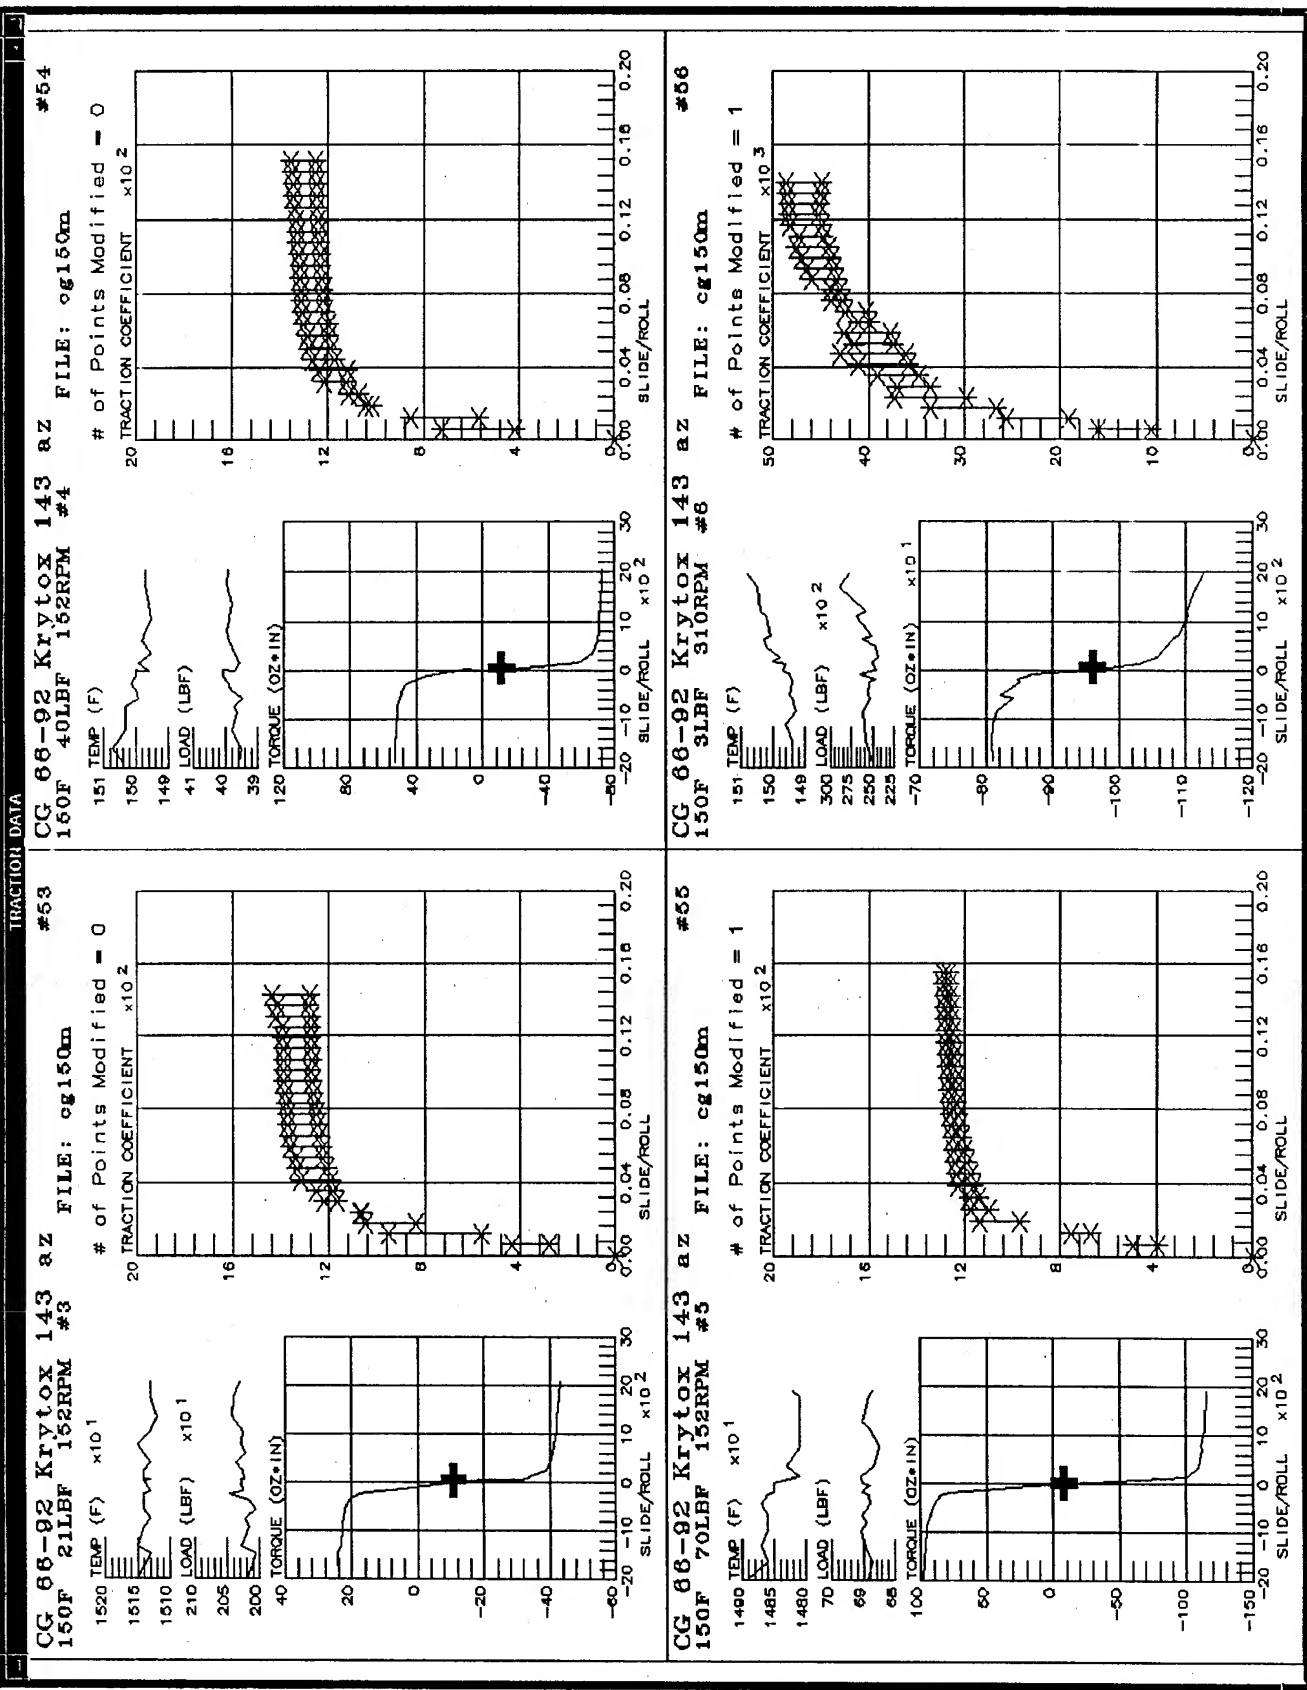 TRACTION DATA
CG 66-92 Krytox 143 az
150F 21LBF 152RPM #3 FILE: cg150m #53
TEMP (F) x10 1
1520
1515
1510
LOAD (LBF) x10 1
210
205
200
TORQUE (OZ*IN)
40
20
0
-20
-40
-60
-20 -10 0 10 20 30
SLIDE/ROLL x10 2
# of Points Modified = 0
TRACTION COEFFICIENT x10 2
20
16
12
8
4
0
0.00 0.04 0.08 0.12 0.16 0.20
SLIDE/ROLL
CG 66-92 Krytox 143 az
150F 40LBF 152RPM #4 FILE: cg150m #54
TEMP (F)
151
150
149
LOAD (LBF)
41
40
39
TORQUE (OZ*IN)
120
80
40
0
-40
-80
-20 -10 0 10 20 30
SLIDE/ROLL x10 2
# of Points Modified = 0
TRACTION COEFFICIENT x10 2
20
16
12
8
4
0
0.00 0.04 0.08 0.12 0.16 0.20
SLIDE/ROLL
CG 66-92 Krytox 143 az
150F 70LBF 152RPM #5 FILE: cg150m #55
TEMP (F) x10 1
1490
1485
1480
LOAD (LBF)
70
69
68
TORQUE (OZ*IN)
100
50
0
-50
-100
-150
-20 -10 0 10 20 30
SLIDE/ROLL x10 2
# of Points Modified = 1
TRACTION COEFFICIENT x10 2
20
16
12
8
4
0
0.00 0.04 0.08 0.12 0.16 0.20
SLIDE/ROLL
CG 66-92 Krytox 143 az
150F 3LBF 310RPM #6 FILE: cg150m #56
TEMP (F)
151
150
149
LOAD (LBF) x10 2
300
275
250
225
TORQUE (OZ*IN) x10 1
-70
-80
-90
-100
-110
-120
-20 -10 0 10 20 30
SLIDE/ROLL x10 2
# of Points Modified = 1
TRACTION COEFFICIENT x10 3
50
40
30
20
10
0
0.00 0.04 0.08 0.12 0.16 0.20
SLIDE/ROLL